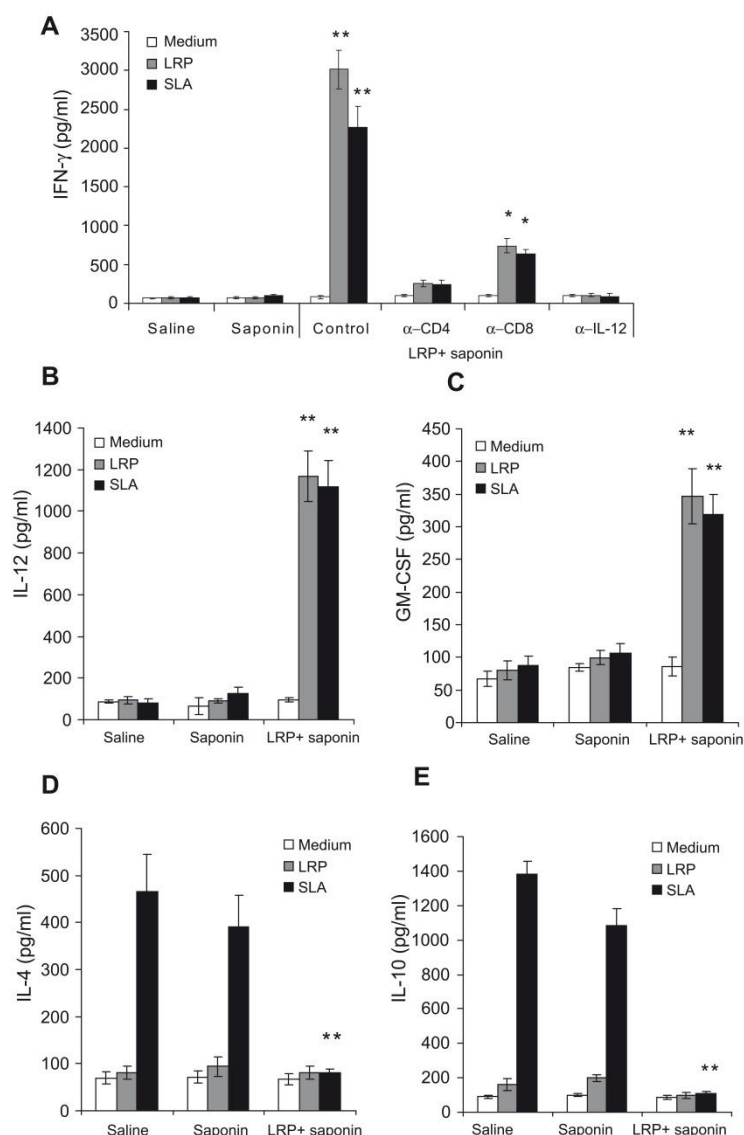 A
IFN-γ (pg/ml)
3500
3000
2500
2000
1500
1000
500
0
Medium
LRP
SLA
**
**
*
*
Saline
Saponin
Control
α–CD4
α–CD8
α–IL-12
LRP+ saponin
B
IL-12 (pg/ml)
1400
1200
1000
800
600
400
200
0
Medium
LRP
SLA
**
**
Saline
Saponin
LRP+ saponin
C
GM-CSF (pg/ml)
450
400
350
300
250
200
150
100
50
0
Medium
LRP
SLA
**
**
Saline
Saponin
LRP+ saponin
D
IL-4 (pg/ml)
600
500
400
300
200
100
0
Medium
LRP
SLA
**
Saline
Saponin
LRP+ saponin
E
IL-10 (pg/ml)
1600
1400
1200
1000
800
600
400
200
0
Medium
LRP
SLA
**
Saline
Saponin
LRP+ saponin